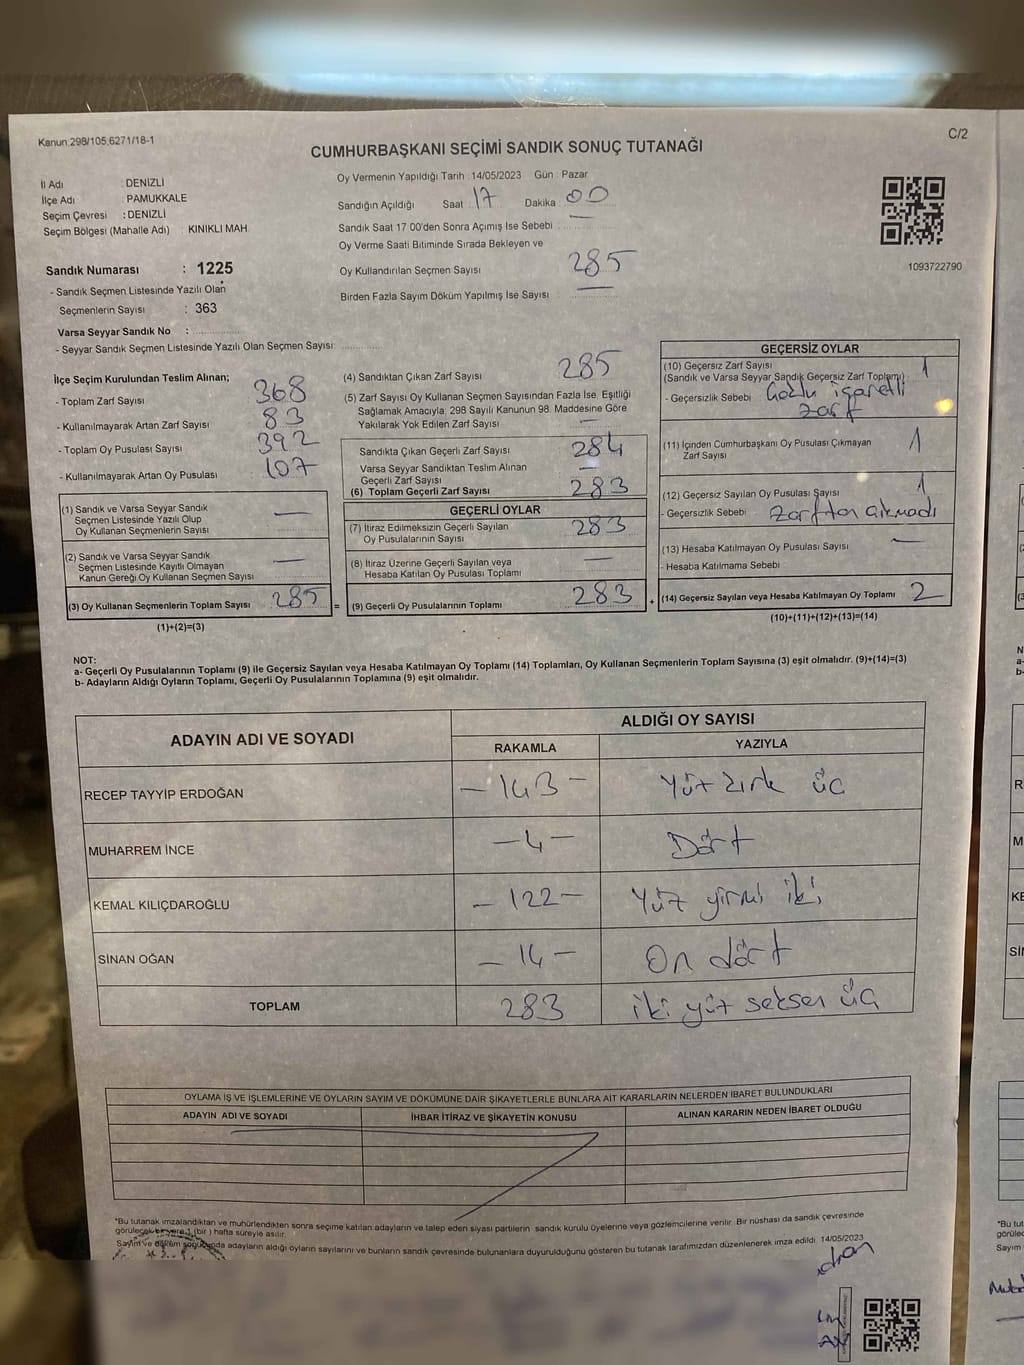 Kanun:298/105,6271/18-1
C/2
CUMHURBAŞKANI SEÇİMİ SANDIK SONUÇ TUTANAĞI
İl Adı : DENİZLİ
İlçe Adı : PAMUKKALE
Seçim Çevresi : DENİZLİ
Seçim Bölgesi (Mahalle Adı) : KINIKLI MAH.
Sandık Numarası : 1225
- Sandık Seçmen Listesinde Yazılı Olan
Seçmenlerin Sayısı : 363
Varsa Seyyar Sandık No :
- Seyyar Sandık Seçmen Listesinde Yazılı Olan Seçmen Sayısı:
Oy Vermenin Yapıldığı Tarih : 14/05/2023 Gün : Pazar
Sandığın Açıldığı Saat 17 Dakika : 00
Sandık Saat 17.00'den Sonra Açımış İse Sebebi :
Oy Verme Saati Bitiminde Sırada Bekleyen ve
Oy Kullandırılan Seçmen Sayısı 285
Birden Fazla Sayım Döküm Yapılmış İse Sayısı :
1093722790
İlçe Seçim Kurulundan Teslim Alınan;
- Toplam Zarf Sayısı 368
- Kullanılmayarak Artan Zarf Sayısı 83
- Toplam Oy Pusulası Sayısı 392
- Kullanılmayarak Artan Oy Pusulası 107
(1) Sandık ve Varsa Seyyar Sandık
Seçmen Listesinde Yazılı Olup
Oy Kullanan Seçmenlerin Sayısı —
(2) Sandık ve Varsa Seyyar Sandık
Seçmen Listesinde Kayıtlı Olmayan
Kanun Gereği Oy Kullanan Seçmen Sayısı —
(3) Oy Kullanan Seçmenlerin Toplam Sayısı 285 =
(1)+(2)=(3)
(4) Sandıktan Çıkan Zarf Sayısı 285
(5) Zarf Sayısı Oy Kullanan Seçmen Sayısından Fazla İse, Eşitliği
Sağlamak Amacıyla; 298 Sayılı Kanunun 98. Maddesine Göre
Yakılarak Yok Edilen Zarf Sayısı —
Sandıkta Çıkan Geçerli Zarf Sayısı 284
Varsa Seyyar Sandıktan Teslim Alınan
Geçerli Zarf Sayısı —
(6) Toplam Geçerli Zarf Sayısı 283
GEÇERLİ OYLAR
(7) İtiraz Edilmeksizin Geçerli Sayılan
Oy Pusulalarının Sayısı 283
(8) İtiraz Üzerine Geçerli Sayılan veya
Hesaba Katılan Oy Pusulası Toplamı —
(9) Geçerli Oy Pusulalarının Toplamı 283 +
GEÇERSİZ OYLAR
(10) Geçersiz Zarf Sayısı 1
(Sandık ve Varsa Seyyar Sandık Geçersiz Zarf Toplamı)
- Geçersizlik Sebebi işaretli
zarf
(11) İçinden Cumhurbaşkanı Oy Pusulası Çıkmayan
Zarf Sayısı 1
(12) Geçersiz Sayılan Oy Pusulası Sayısı 1
- Geçersizlik Sebebi Zarftan çıkmadı
(13) Hesaba Katılmayan Oy Pusulası Sayısı —
- Hesaba Katılmama Sebebi
(14) Geçersiz Sayılan veya Hesaba Katılmayan Oy Toplamı 2
(10)+(11)+(12)+(13)=(14)
NOT:
a- Geçerli Oy Pusulalarının Toplamı (9) ile Geçersiz Sayılan veya Hesaba Katılmayan Oy Toplamı (14) Toplamları, Oy Kullanan Seçmenlerin Toplam Sayısına (3) eşit olmalıdır. (9)+(14)=(3)
b- Adayların Aldığı Oyların Toplamı, Geçerli Oy Pusulalarının Toplamına (9) eşit olmalıdır.
ADAYIN ADI VE SOYADI
ALDIĞI OY SAYISI
RAKAMLA YAZIYLA
RECEP TAYYİP ERDOĞAN — 143 — Yüz kırk üç
MUHARREM İNCE — 4 — Dört
KEMAL KILIÇDAROĞLU — 122 — Yüz yirmi iki
SİNAN OĞAN — 14 — On dört
TOPLAM 283 iki yüz seksen üç
OYLAMA İŞ VE İŞLEMLERİNE VE OYLARIN SAYIM VE DÖKÜMÜNE DAİR ŞİKAYETLERLE BUNLARA AİT KARARLARIN NELERDEN İBARET BULUNDUKLARI
ADAYIN ADI VE SOYADI İHBAR İTİRAZ VE ŞİKAYETİN KONUSU ALINAN KARARIN NEDEN İBARET OLDUĞU
*Bu tutanak imzalandıktan ve mühürlendikten sonra seçime katılan adayların ve talep eden siyasi partilerin sandık kurulu üyelerine veya gözlemcilerine verilir. Bir nüshası da sandık çevresinde
görülecek bir yere 1 (bir) hafta süreyle asılır.
Sayım ve döküm sonucunda adayların aldığı oyların sayılarını ve bunların sandık çevresinde bulunanlara duyurulduğunu gösteren bu tutanak tarafımızdan düzenlenerek imza edildi. 14/05/2023